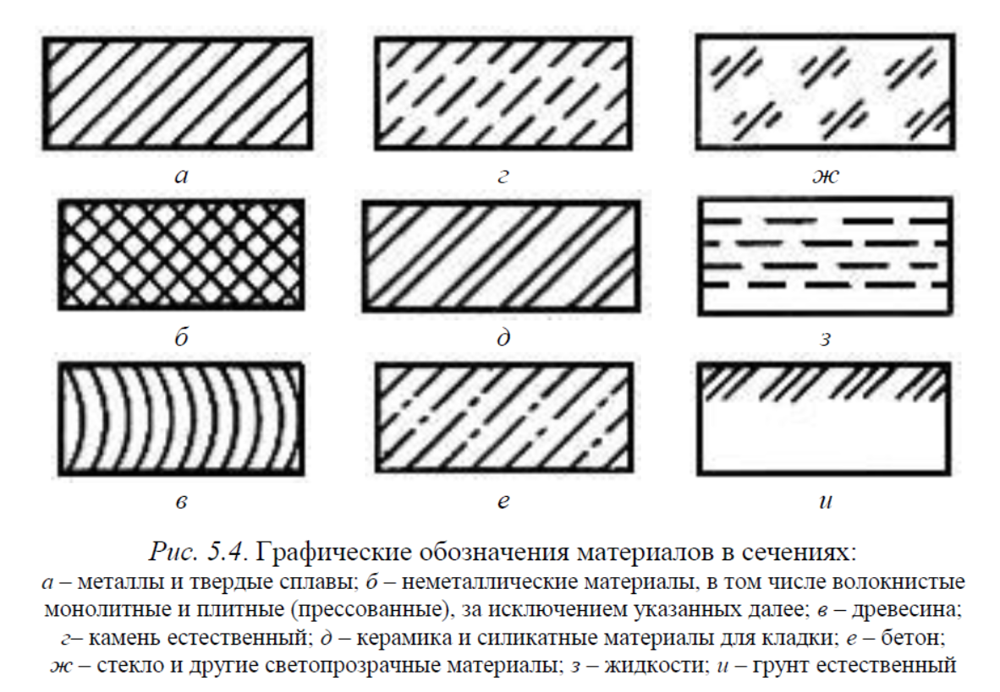 а
г
ж
б
д
з
в
е
и
Рис. 5.4. Графические обозначения материалов в сечениях:
а – металлы и твердые сплавы; б – неметаллические материалы, в том числе волокнистые
монолитные и плитные (прессованные), за исключением указанных далее; в – древесина;
г– камень естественный; д – керамика и силикатные материалы для кладки; е – бетон;
ж – стекло и другие светопрозрачные материалы; з – жидкости; и – грунт естественный